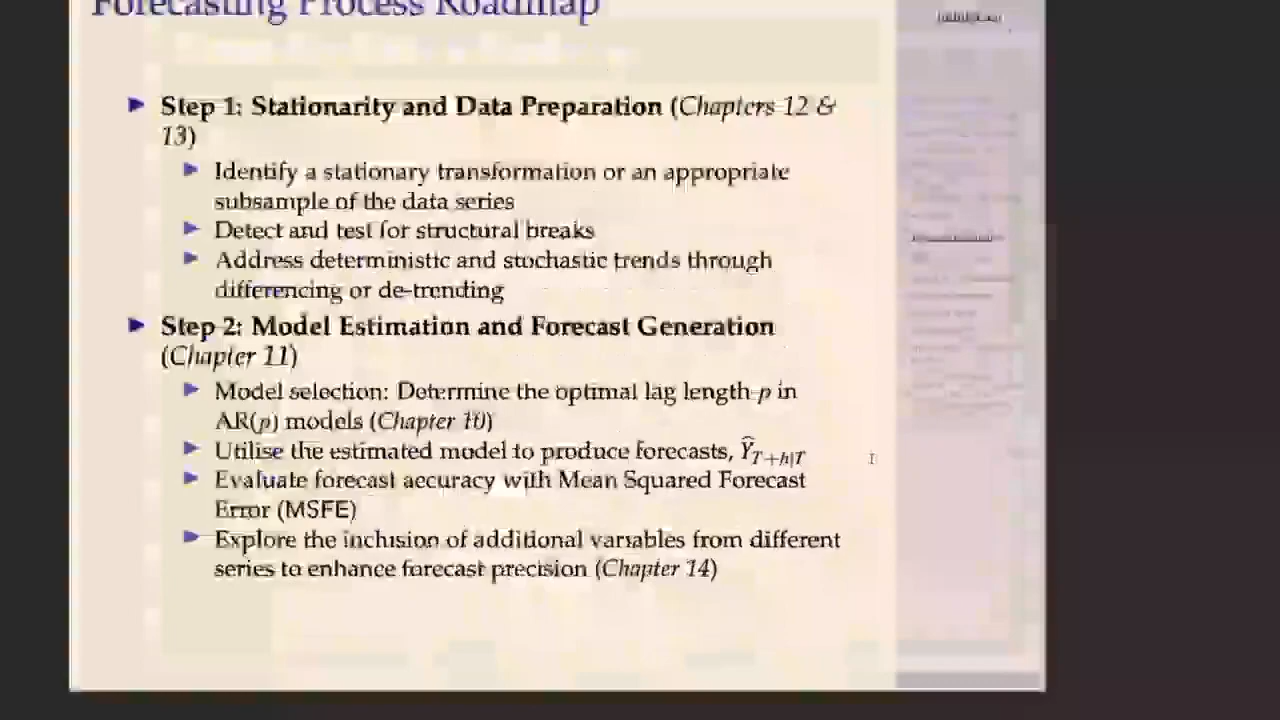 Forecasting Process Roadmap
► Step 1: Stationarity and Data Preparation (Chapters 12 &
13)
► Identify a stationary transformation or an appropriate
subsample of the data series
► Detect and test for structural breaks
► Address deterministic and stochastic trends through
differencing or de-trending
► Step 2: Model Estimation and Forecast Generation
(Chapter 11)
► Model selection: Determine the optimal lag length p in
AR(p) models (Chapter 10)
► Utilise the estimated model to produce forecasts, Ŷ_{T+h|T}
► Evaluate forecast accuracy with Mean Squared Forecast
Error (MSFE)
► Explore the inclusion of additional variables from different
series to enhance forecast precision (Chapter 14)